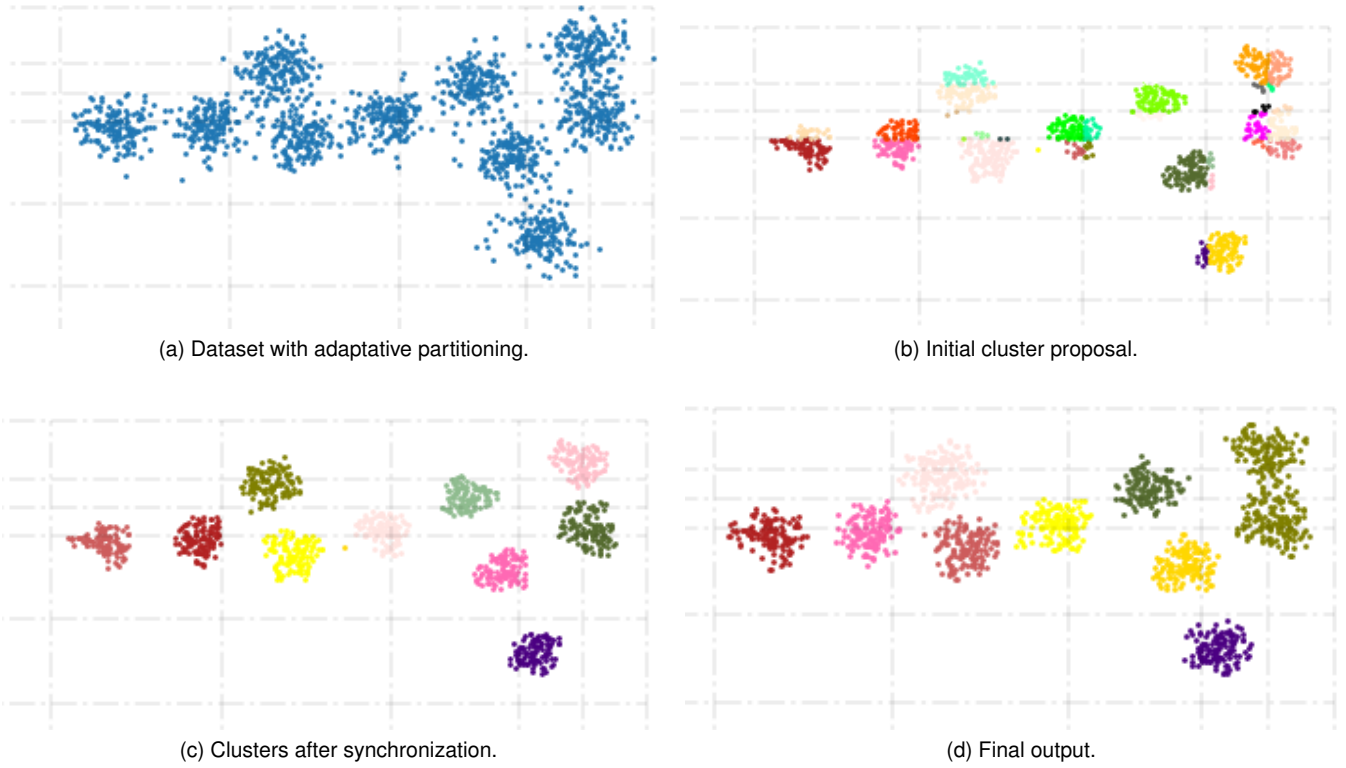 (a) Dataset with adaptative partitioning.
(b) Initial cluster proposal.
(c) Clusters after synchronization.
(d) Final output.